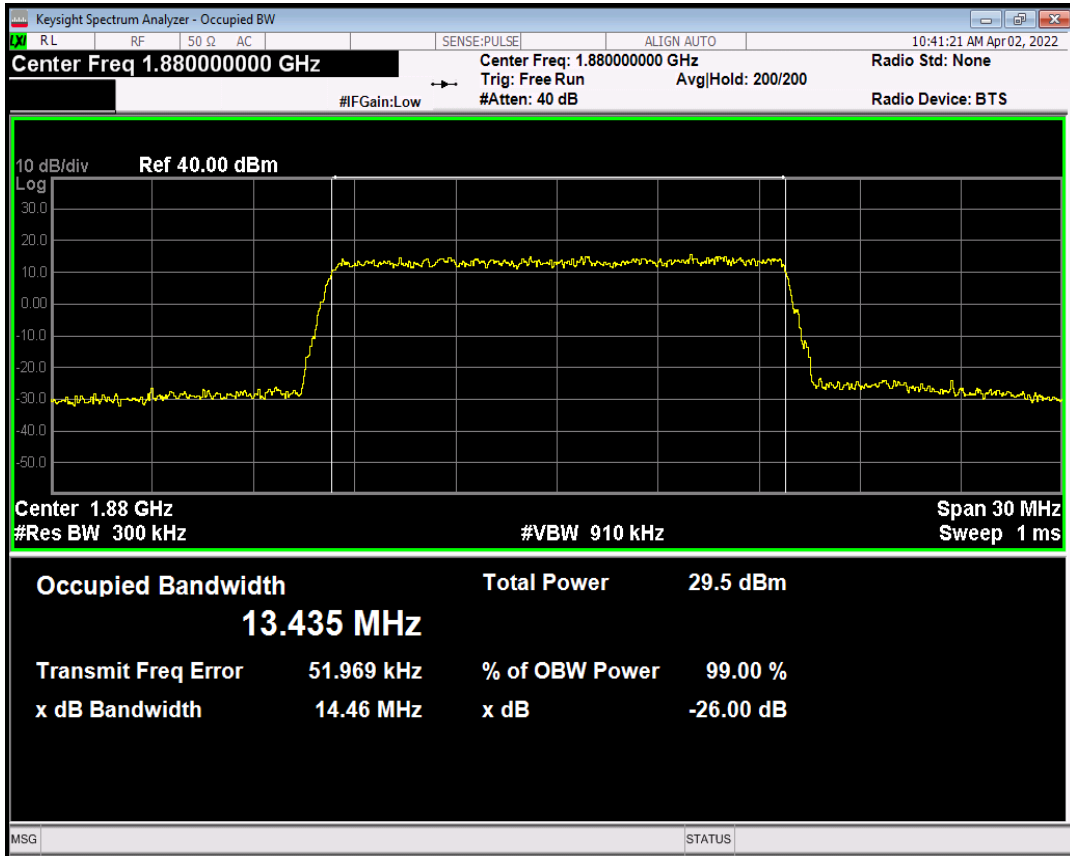 Keysight Spectrum Analyzer - Occupied BW
LXI RL RF 50 Ω AC SENSE:PULSE ALIGN AUTO 10:41:21 AM Apr 02, 2022
Center Freq 1.880000000 GHz Center Freq: 1.880000000 GHz Radio Std: None
Trig: Free Run Avg|Hold: 200/200
#IFGain:Low #Atten: 40 dB Radio Device: BTS
10 dB/div Ref 40.00 dBm
Log
30.0
20.0
10.0
0.00
-10.0
-20.0
-30.0
-40.0
-50.0
Center 1.88 GHz Span 30 MHz
#Res BW 300 kHz #VBW 910 kHz Sweep 1 ms
Occupied Bandwidth Total Power 29.5 dBm
13.435 MHz
Transmit Freq Error 51.969 kHz % of OBW Power 99.00 %
x dB Bandwidth 14.46 MHz x dB -26.00 dB
MSG STATUS